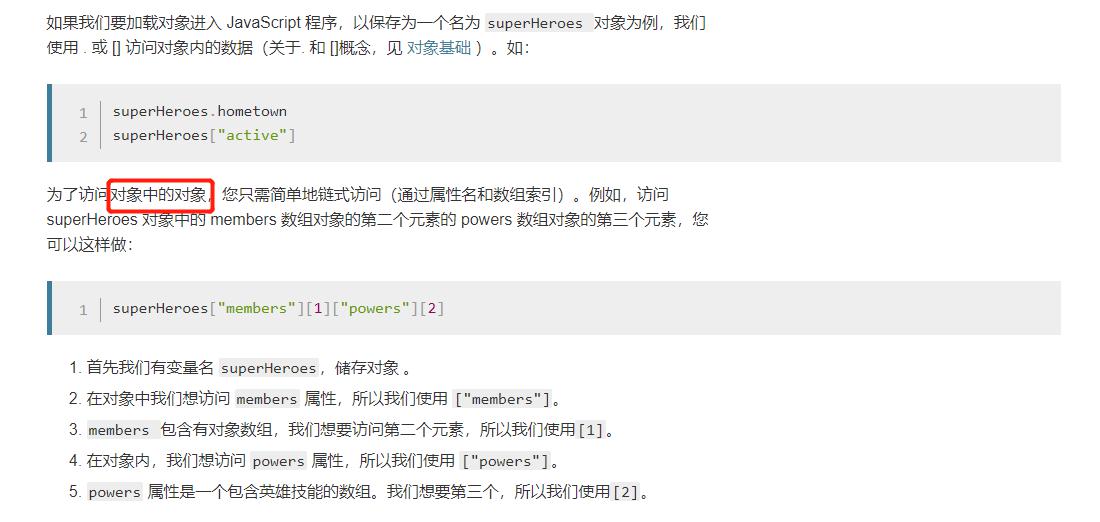 如果我们要加载对象进入 JavaScript 程序，以保存为一个名为 superHeroes 对象为例，我们
使用 . 或 [] 访问对象内的数据（关于. 和 []概念，见 对象基础 ）。如：
1 superHeroes.hometown
2 superHeroes["active"]
为了访问对象中的对象，您只需简单地链式访问（通过属性名和数组索引）。例如，访问
superHeroes 对象中的 members 数组对象的第二个元素的 powers 数组对象的第三个元素，您
可以这样做：
1 superHeroes["members"][1]["powers"][2]
1. 首先我们有变量名 superHeroes，储存对象 。
2. 在对象中我们想访问 members 属性，所以我们使用 ["members"]。
3. members 包含有对象数组，我们想要访问第二个元素，所以我们使用[1]。
4. 在对象内，我们想访问 powers 属性，所以我们使用 ["powers"]。
5. powers 属性是一个包含英雄技能的数组。我们想要第三个，所以我们使用[2]。